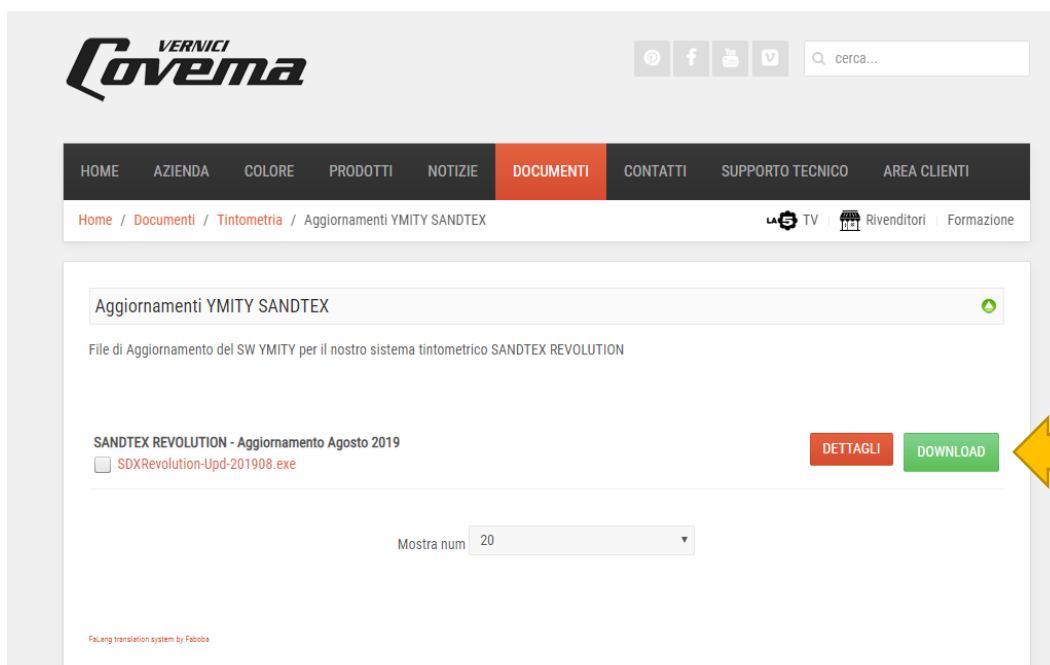 VERNICI
Covema
cerca...
HOME AZIENDA COLORE PRODOTTI NOTIZIE DOCUMENTI CONTATTI SUPPORTO TECNICO AREA CLIENTI
Home / Documenti / Tintometria / Aggiornamenti YMITY SANDTEX LA 5 TV Rivenditori Formazione
Aggiornamenti YMITY SANDTEX
File di Aggiornamento del SW YMITY per il nostro sistema tintometrico SANDTEX REVOLUTION
SANDTEX REVOLUTION - Aggiornamento Agosto 2019
SDXRevolution-Upd-201908.exe
DETTAGLI DOWNLOAD
Mostra num 20
FaLang translation system by Faboba